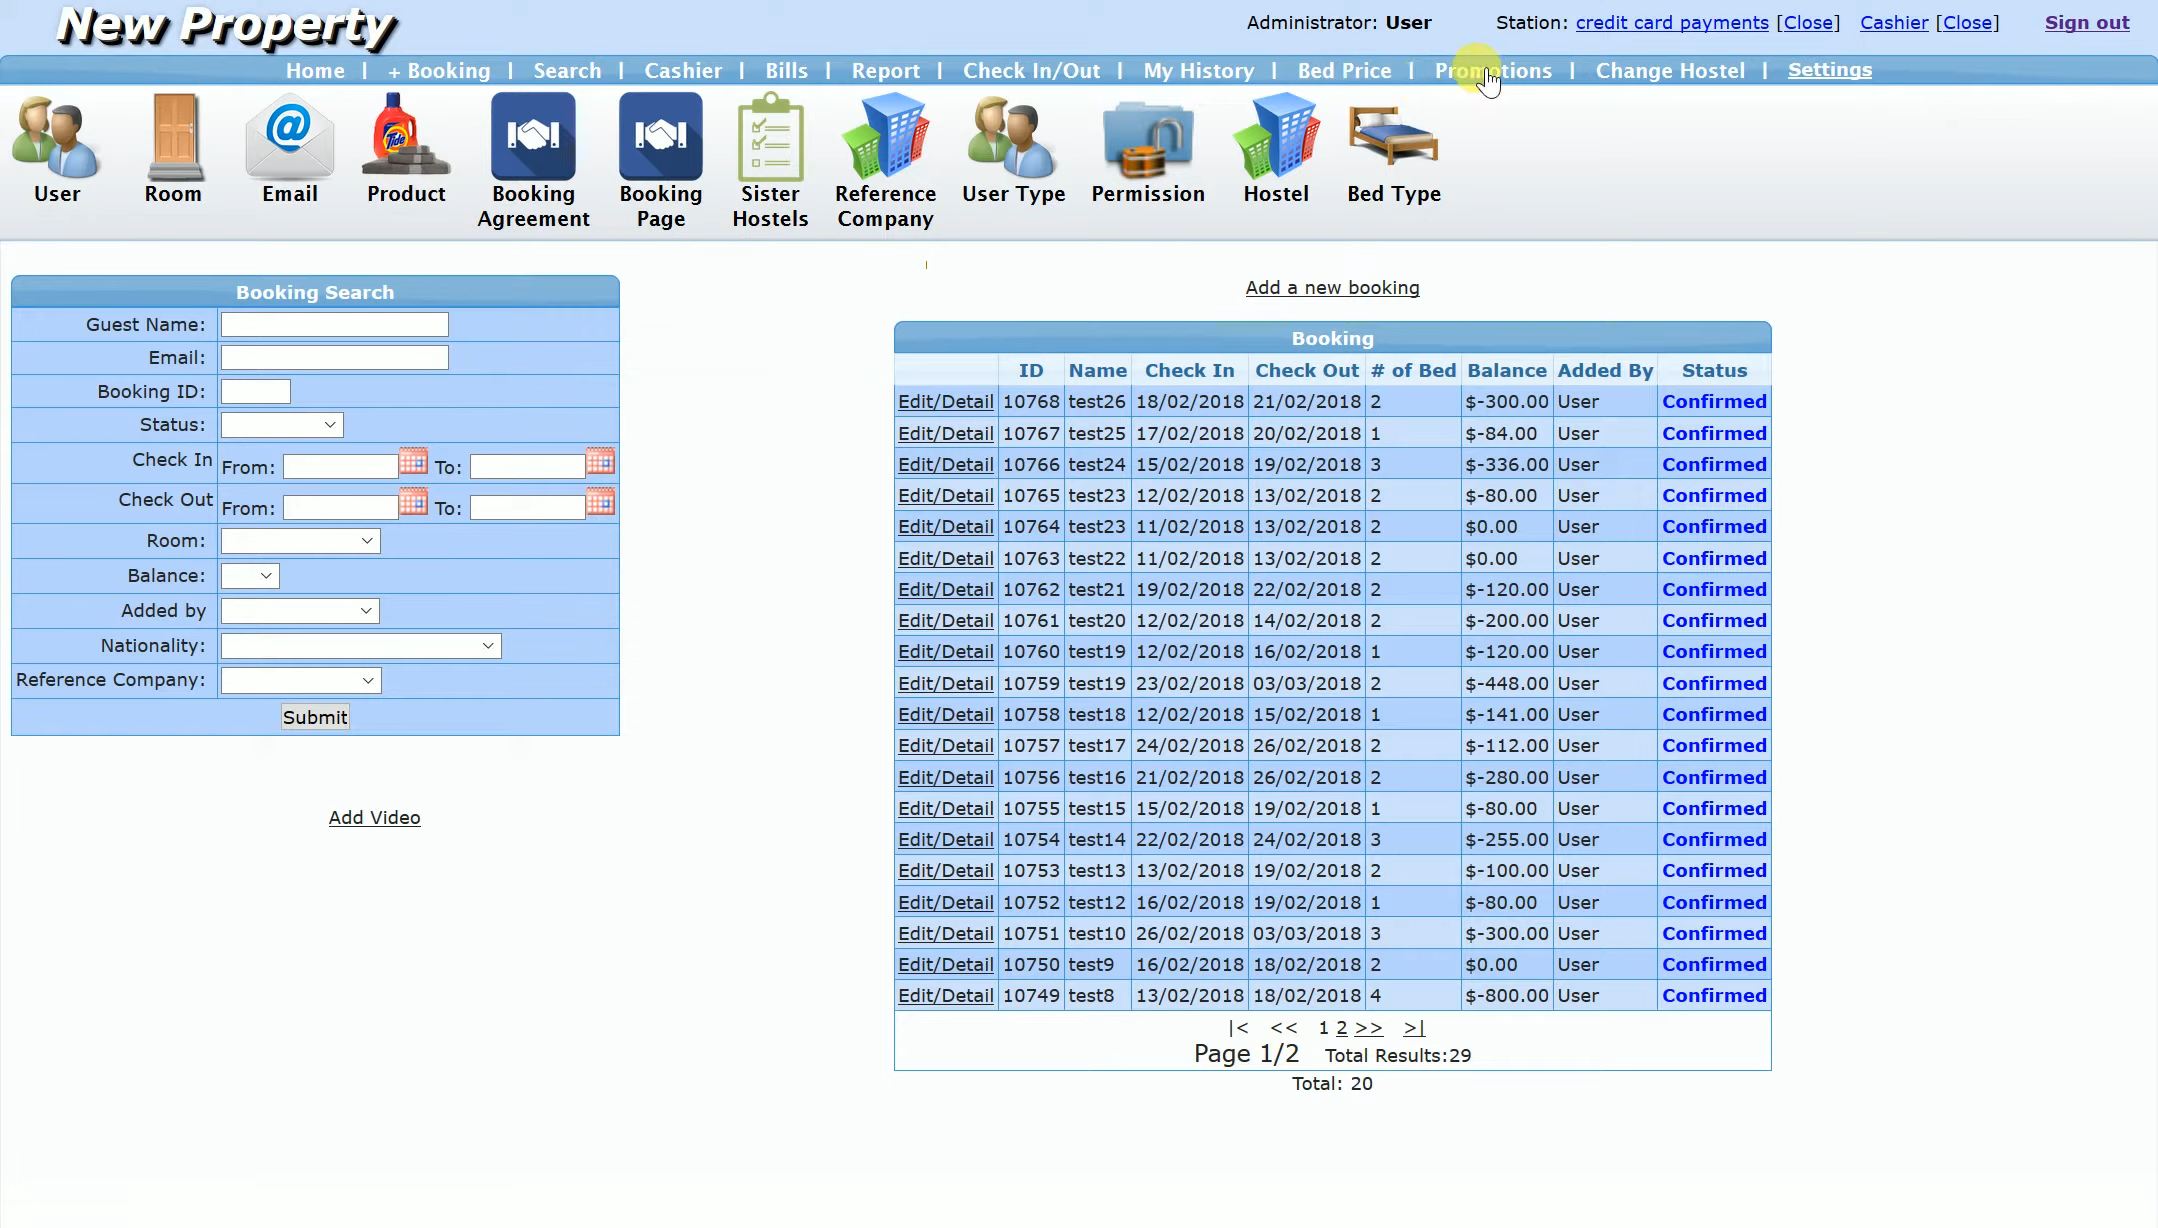 New Property
Administrator: User Station: credit card payments [Close] Cashier [Close] Sign out
Home | + Booking | Search | Cashier | Bills | Report | Check In/Out | My History | Bed Price | Promotions | Change Hostel | Settings
Tide
User Room Email Product Booking Agreement Booking Page Sister Hostels Reference Company User Type Permission Hostel Bed Type
Booking Search
Guest Name:
Email:
Booking ID:
Status:
Check In From: To:
Check Out From: To:
Room:
Balance:
Added by
Nationality:
Reference Company:
Submit
Add Video
Add a new booking
Booking
ID Name Check In Check Out # of Bed Balance Added By Status
Edit/Detail 10768 test26 18/02/2018 21/02/2018 2 $-300.00 User Confirmed
Edit/Detail 10767 test25 17/02/2018 20/02/2018 1 $-84.00 User Confirmed
Edit/Detail 10766 test24 15/02/2018 19/02/2018 3 $-336.00 User Confirmed
Edit/Detail 10765 test23 12/02/2018 13/02/2018 2 $-80.00 User Confirmed
Edit/Detail 10764 test23 11/02/2018 13/02/2018 2 $0.00 User Confirmed
Edit/Detail 10763 test22 11/02/2018 13/02/2018 2 $0.00 User Confirmed
Edit/Detail 10762 test21 19/02/2018 22/02/2018 2 $-120.00 User Confirmed
Edit/Detail 10761 test20 12/02/2018 14/02/2018 2 $-200.00 User Confirmed
Edit/Detail 10760 test19 12/02/2018 16/02/2018 1 $-120.00 User Confirmed
Edit/Detail 10759 test19 23/02/2018 03/03/2018 2 $-448.00 User Confirmed
Edit/Detail 10758 test18 12/02/2018 15/02/2018 1 $-141.00 User Confirmed
Edit/Detail 10757 test17 24/02/2018 26/02/2018 2 $-112.00 User Confirmed
Edit/Detail 10756 test16 21/02/2018 26/02/2018 2 $-280.00 User Confirmed
Edit/Detail 10755 test15 15/02/2018 19/02/2018 1 $-80.00 User Confirmed
Edit/Detail 10754 test14 22/02/2018 24/02/2018 3 $-255.00 User Confirmed
Edit/Detail 10753 test13 13/02/2018 19/02/2018 2 $-100.00 User Confirmed
Edit/Detail 10752 test12 16/02/2018 19/02/2018 1 $-80.00 User Confirmed
Edit/Detail 10751 test10 26/02/2018 03/03/2018 3 $-300.00 User Confirmed
Edit/Detail 10750 test9 16/02/2018 18/02/2018 2 $0.00 User Confirmed
Edit/Detail 10749 test8 13/02/2018 18/02/2018 4 $-800.00 User Confirmed
|< << 1 2 >> >|
Page 1/2 Total Results:29
Total: 20